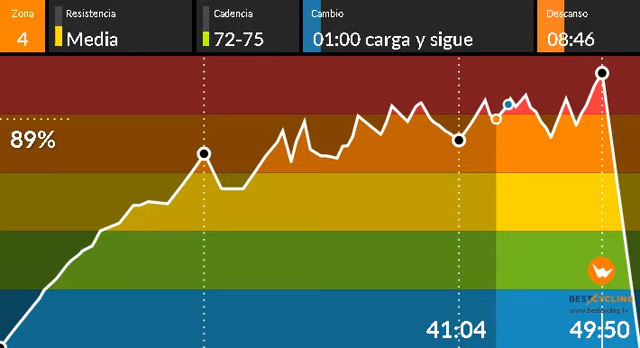 Zona
4
Resistencia
Media
Cadencia
72-75
Cambio
01:00 carga y sigue
Descanso
08:46
89%
BESTCYCLING
www.bestcycling.tv
41:04
49:50